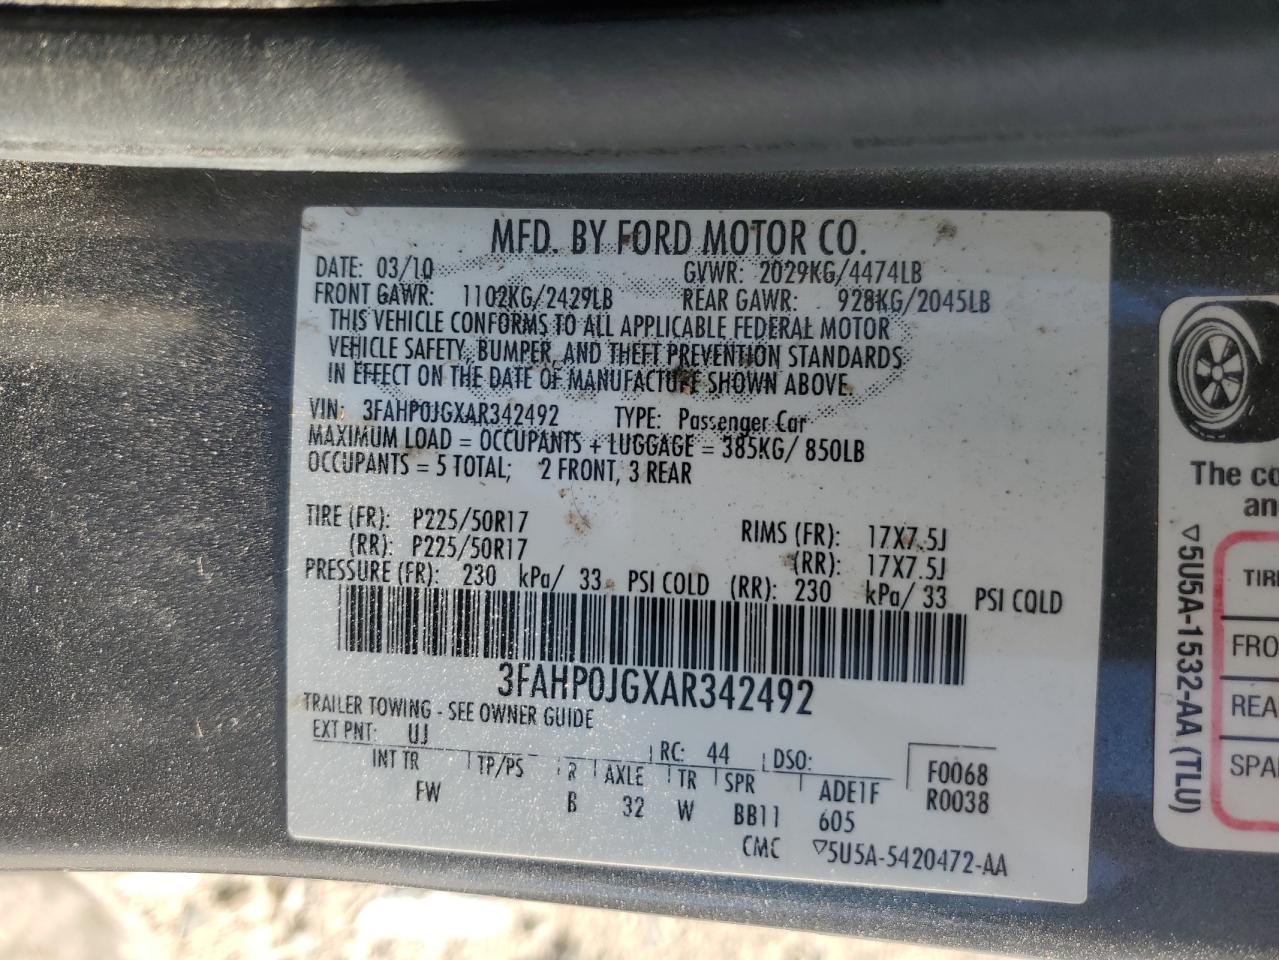 MFD. BY FORD MOTOR CO.
DATE: 03/10 GVWR: 2029KG/4474LB
FRONT GAWR: 1102KG/2429LB REAR GAWR: 928KG/2045LB
THIS VEHICLE CONFORMS TO ALL APPLICABLE FEDERAL MOTOR
VEHICLE SAFETY, BUMPER, AND THEFT PREVENTION STANDARDS
IN EFFECT ON THE DATE OF MANUFACTURE SHOWN ABOVE.
VIN: 3FAHP0JGXAR342492 TYPE: Passenger Car
MAXIMUM LOAD = OCCUPANTS + LUGGAGE = 385KG/ 850LB
OCCUPANTS = 5 TOTAL; 2 FRONT, 3 REAR
TIRE (FR): P225/50R17 RIMS (FR): 17X7.5J
(RR): P225/50R17 (RR): 17X7.5J
PRESSURE (FR): 230 kPa/ 33 PSI COLD (RR): 230 kPa/ 33 PSI COLD
3FAHP0JGXAR342492
TRAILER TOWING - SEE OWNER GUIDE
EXT PNT: UJ RC: 44 DSO: F0068
INT TR TP/PS R AXLE TR SPR ADE1F R0038
FW B 32 W BB11 605
CMC ▽5U5A-5420472-AA
The co
an
▽5U5A-1532-AA (TLU)
TIRE
FRO
REA
SPA